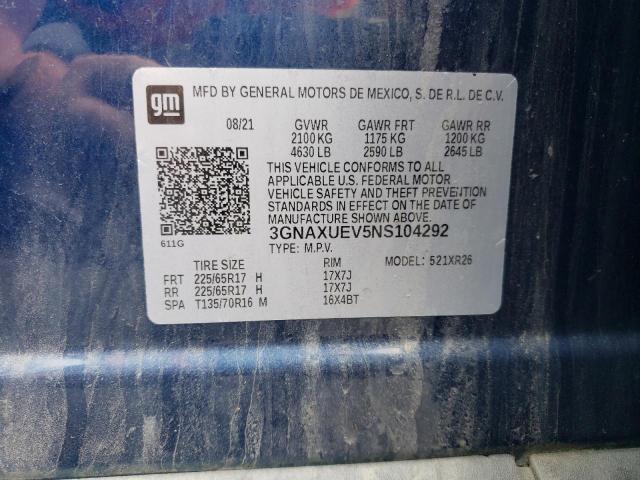 gm
MFD BY GENERAL MOTORS DE MEXICO, S. DE R.L. DE C.V.
08/21 GVWR GAWR FRT GAWR RR
2100 KG 1175 KG 1200 KG
4630 LB 2590 LB 2645 LB
THIS VEHICLE CONFORMS TO ALL
APPLICABLE U.S. FEDERAL MOTOR
VEHICLE SAFETY AND THEFT PREVENTION
STANDARDS IN EFFECT ON THE DATE OF
MANUFACTURE SHOWN ABOVE.
3GNAXUEV5NS104292
611G
TYPE: M.P.V. MODEL: 521XR26
TIRE SIZE RIM
FRT 225/65R17 H 17X7J
RR 225/65R17 H 17X7J
SPA T135/70R16 M 16X4BT